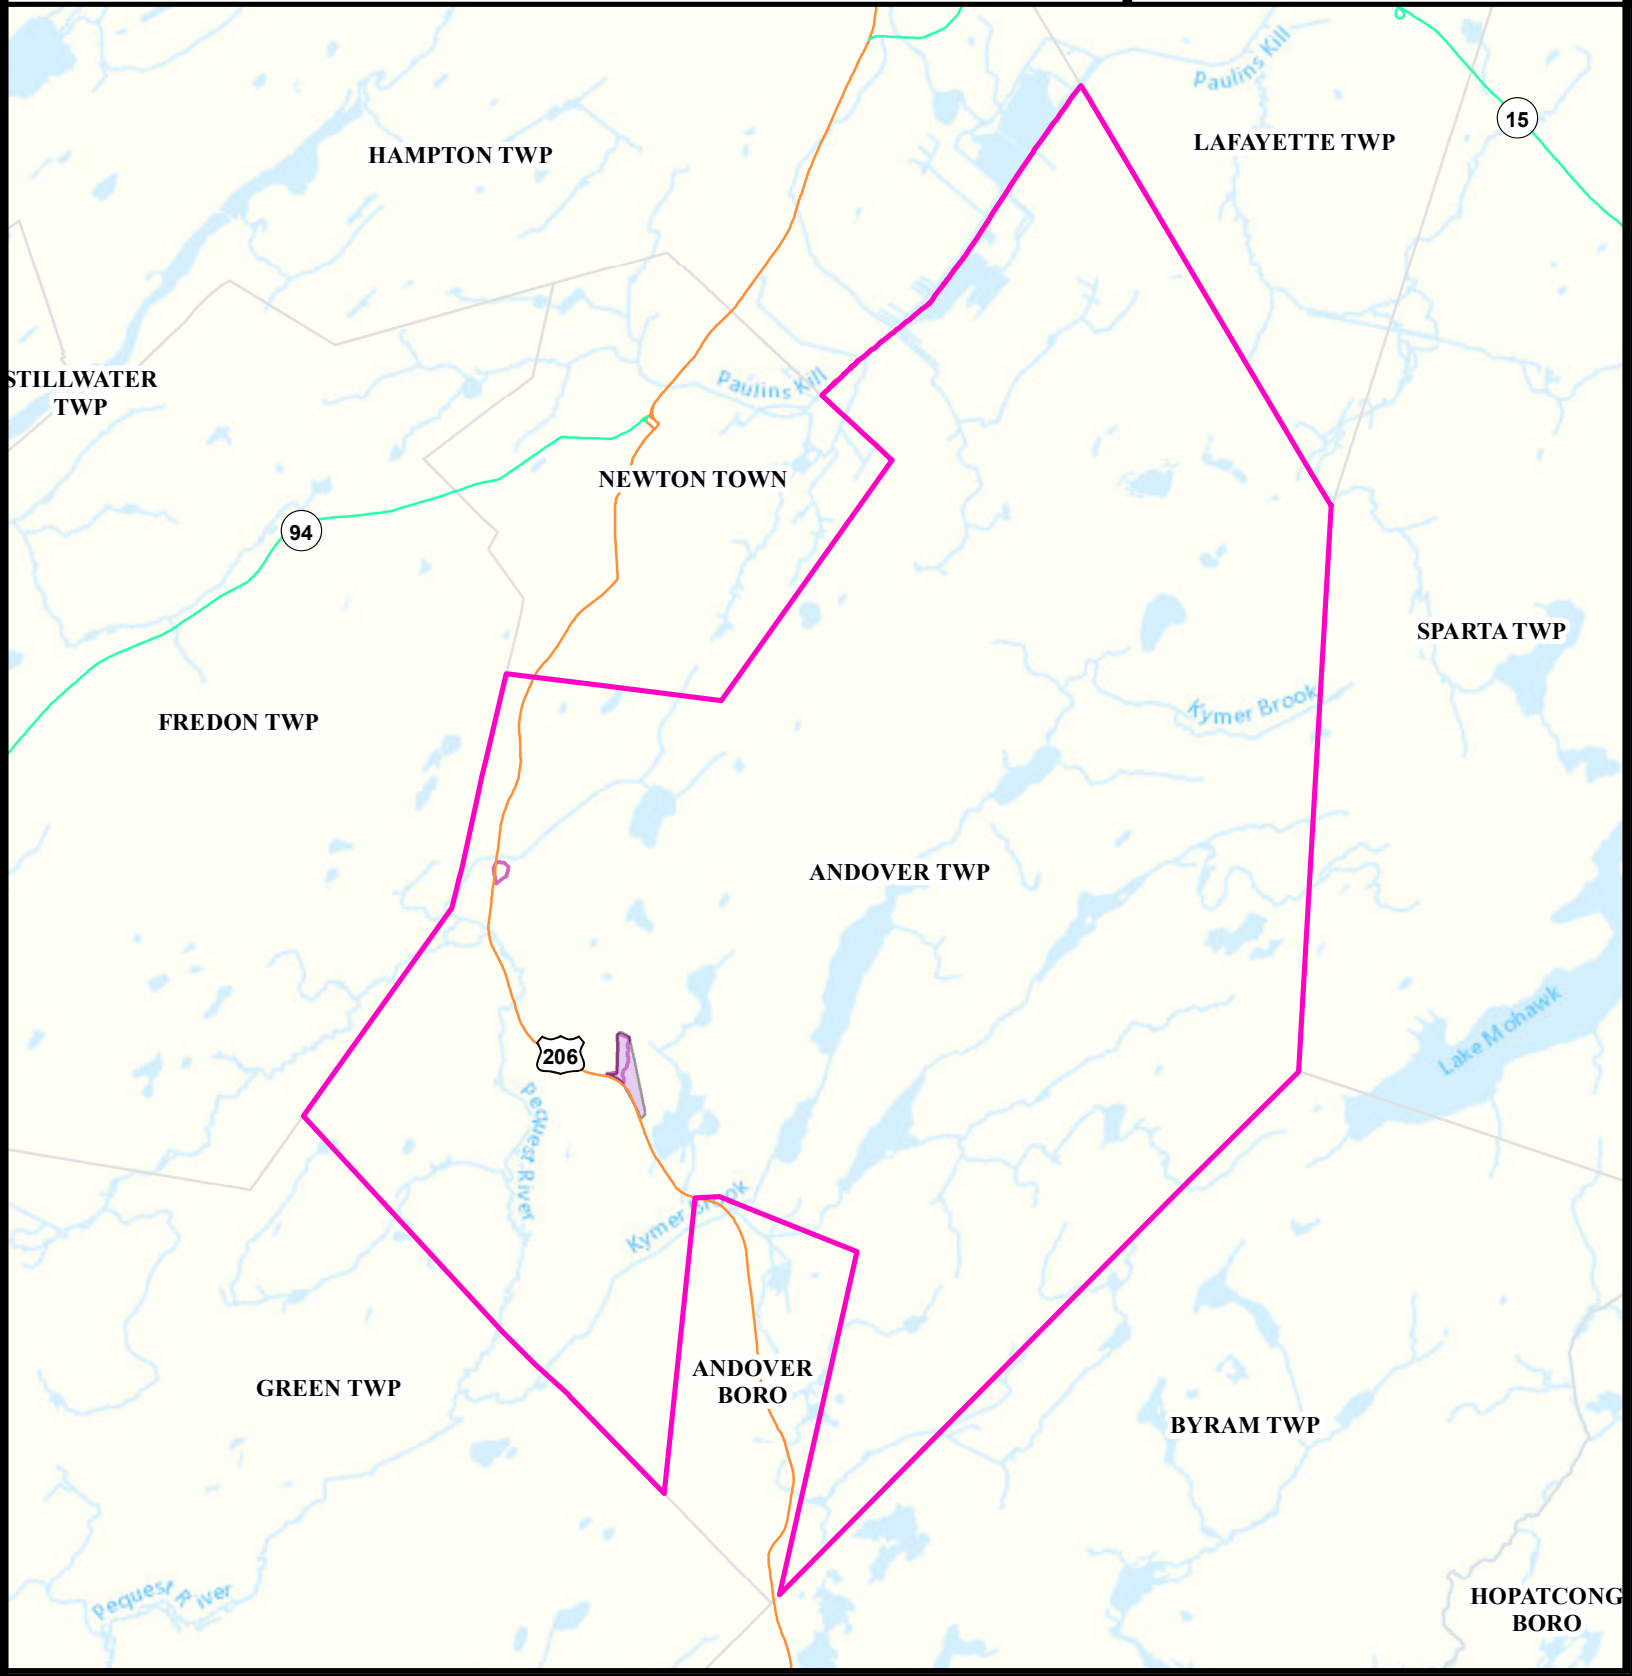 Paulins Kill
15
LAFAYETTE TWP
HAMPTON TWP
STILLWATER
TWP
Paulins Kill
NEWTON TOWN
94
SPARTA TWP
Kymer Brook
FREDON TWP
ANDOVER TWP
Lake Mohawk
206
Pequest River
Kymer Brook
ANDOVER
BORO
GREEN TWP
BYRAM TWP
Pequest River
HOPATCONG
BORO